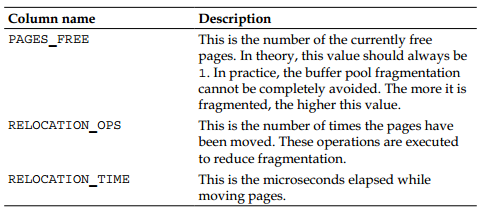 Column name Description
PAGES_FREE This is the number of the currently free
pages. In theory, this value should always be
1. In practice, the buffer pool fragmentation
cannot be completely avoided. The more it is
fragmented, the higher this value.
RELOCATION_OPS This is the number of times the pages have
been moved. These operations are executed
to reduce fragmentation.
RELOCATION_TIME This is the microseconds elapsed while
moving pages.